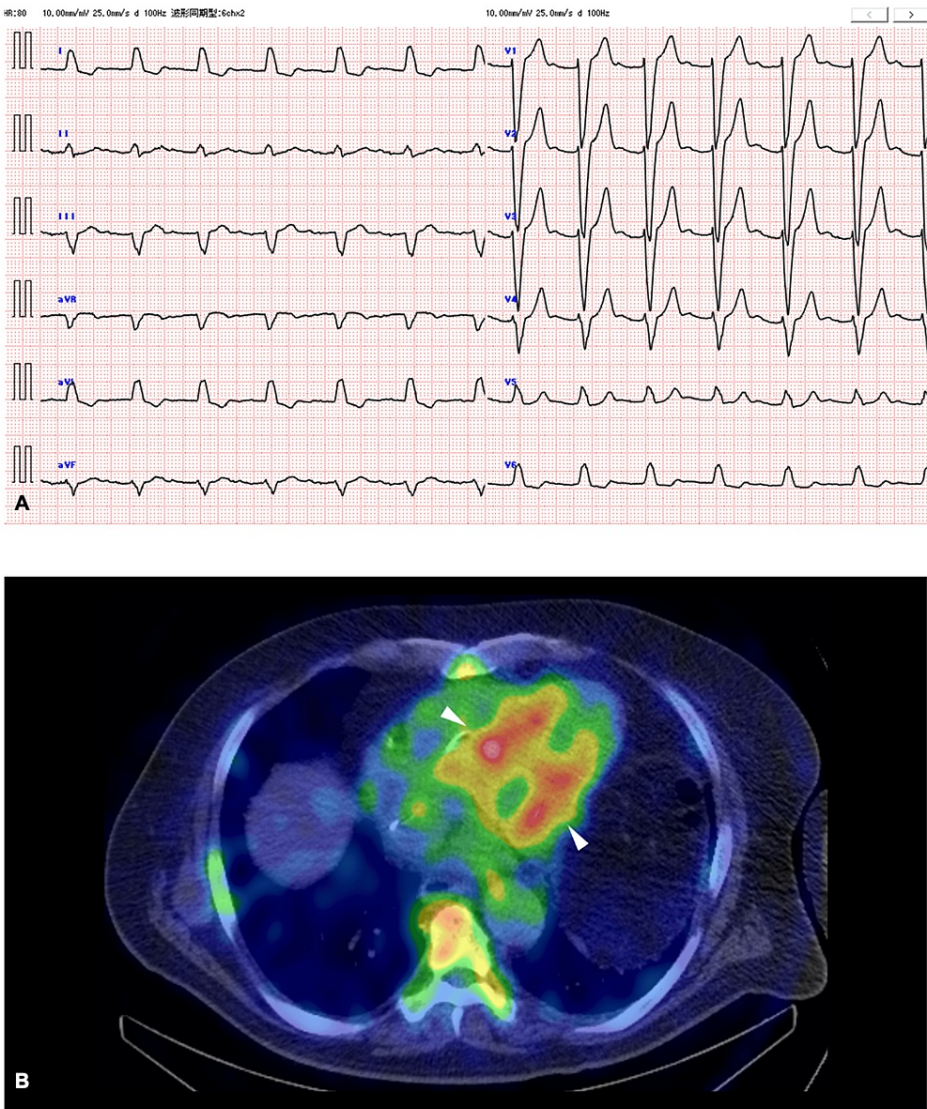 HR:80 10.00mm/mV 25.0mm/s d 100Hz 波形同期型:6chx2 10.00mm/mV 25.0mm/s d 100Hz
< >
I V1
II V2
III V3
aVR V4
aVL V5
aVF V6
A
B